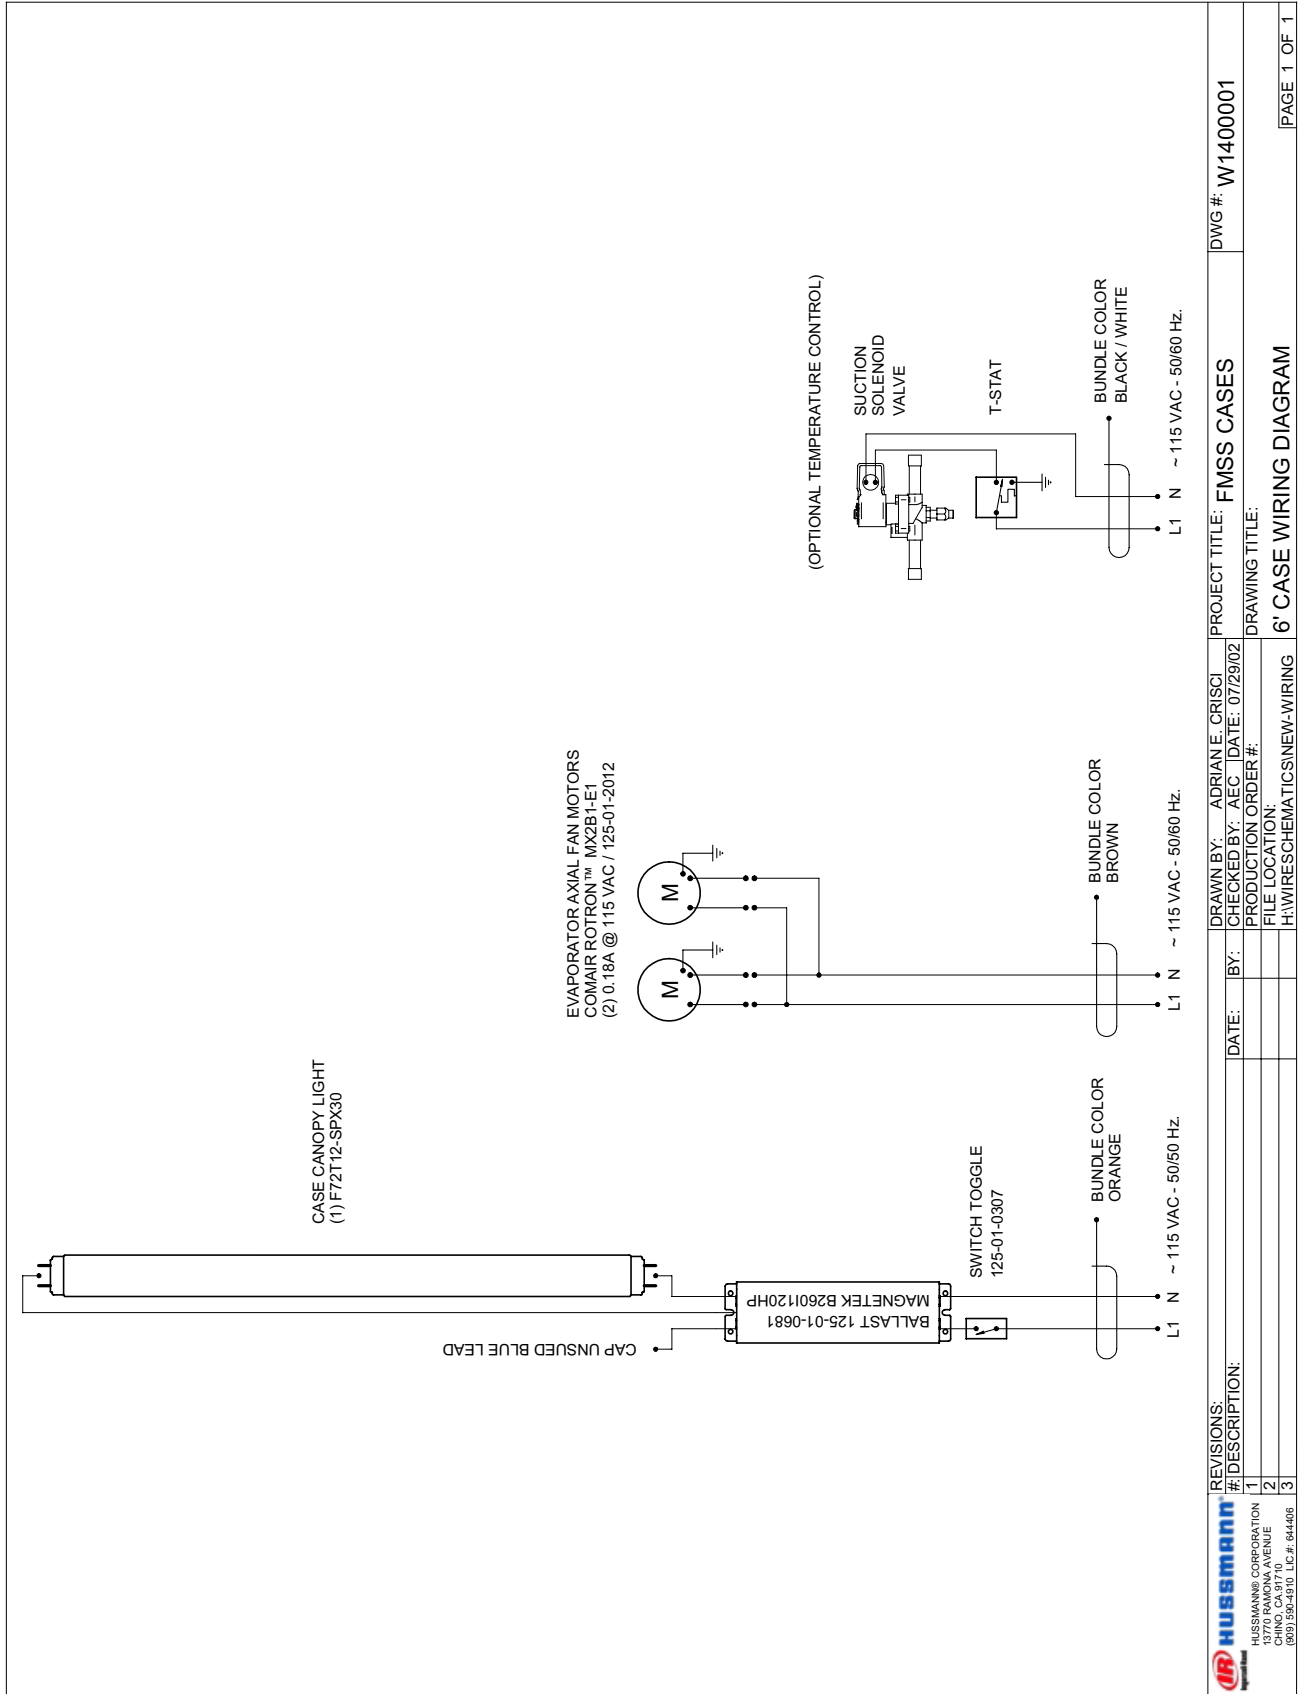 CASE CANOPY LIGHT
(1) F72T12-SPX30
CAP UNSUED BLUE LEAD
BALLAST 125-01-0681
MAGNETEK B260I120HP
SWITCH TOGGLE
125-01-0307
BUNDLE COLOR
ORANGE
L1 N ~ 115 VAC - 50/50 Hz.
EVAPORATOR AXIAL FAN MOTORS
COMAIR ROTRON™ MX2B1-E1
(2) 0.18A @ 115 VAC / 125-01-2012
M
M
BUNDLE COLOR
BROWN
L1 N ~ 115 VAC - 50/60 Hz.
(OPTIONAL TEMPERATURE CONTROL)
SUCTION
SOLENOID
VALVE
T-STAT
BUNDLE COLOR
BLACK / WHITE
L1 N ~ 115 VAC - 50/60 Hz.
IR HUSSMANN®
Ingersoll-Rand
HUSSMANN® CORPORATION
13770 RAMONA AVENUE
CHINO, CA. 91710
(909) 590-4910 LIC.#: 644406
REVISIONS:
#: DESCRIPTION: DATE: BY:
1
2
3
DRAWN BY: ADRIAN E. CRISCI
CHECKED BY: AEC DATE: 07/29/02
PRODUCTION ORDER #:
FILE LOCATION:
H:\WIRESCHEMATICS\NEW-WIRING
PROJECT TITLE: FMSS CASES
DWG #: W1400001
DRAWING TITLE:
6' CASE WIRING DIAGRAM
PAGE 1 OF 1